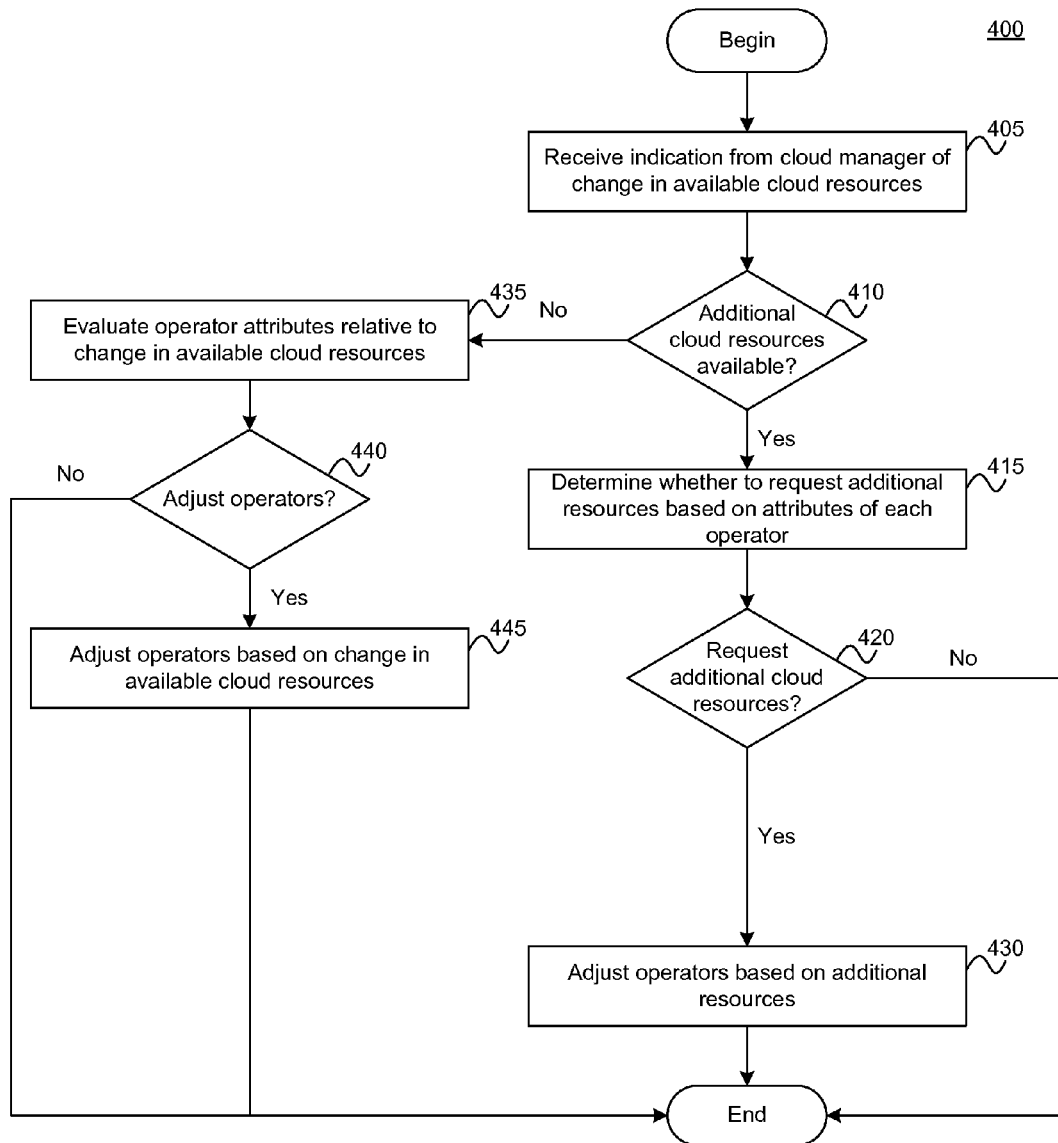 Begin
400
405
Receive indication from cloud manager of
change in available cloud resources
410
Additional
cloud resources
available?
No
Yes
435
Evaluate operator attributes relative to
change in available cloud resources
440
Adjust operators?
No
Yes
415
Determine whether to request additional
resources based on attributes of each
operator
445
Adjust operators based on change in
available cloud resources
420
Request
additional cloud
resources?
No
Yes
430
Adjust operators based on additional
resources
End